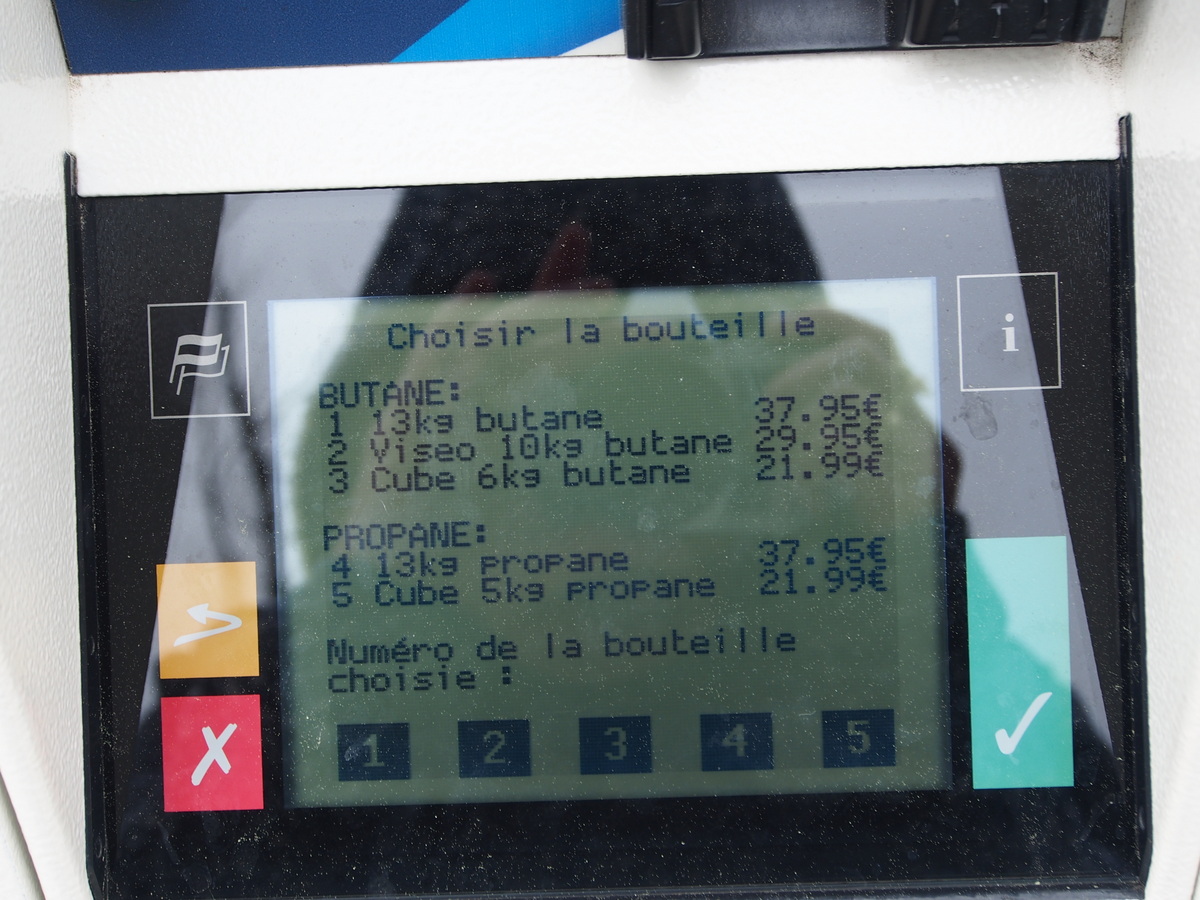 Choisir la bouteille
BUTANE:
1 13kg butane 37.95€
2 Viseo 10kg butane 29.95€
3 Cube 6kg butane 21.99€
PROPANE:
4 13kg propane 37.95€
5 Cube 5kg propane 21.99€
Numéro de la bouteille
choisie :
1 2 3 4 5
i